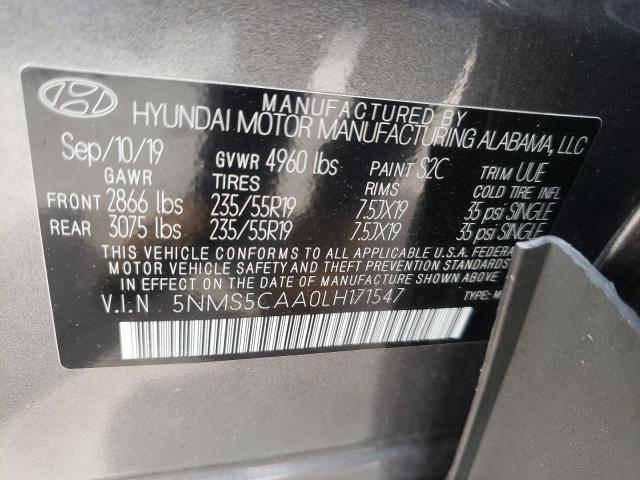 MANUFACTURED BY
HYUNDAI MOTOR MANUFACTURING ALABAMA, LLC
Sep/10/19 GVWR 4960 lbs PAINT S2C TRIM UUE
GAWR TIRES RIMS COLD TIRE INFL
FRONT 2866 lbs 235/55R19 7.5JX19 35 psi SINGLE
REAR 3075 lbs 235/55R19 7.5JX19 35 psi SINGLE
THIS VEHICLE CONFORMS TO ALL APPLICABLE U.S.A. FEDERA
MOTOR VEHICLE SAFETY AND THEFT PREVENTION STANDARDS
IN EFFECT ON THE DATE OF MANUFACTURE SHOWN ABOVE.
V.I.N 5NMS5CAA0LH171547 TYPE: M